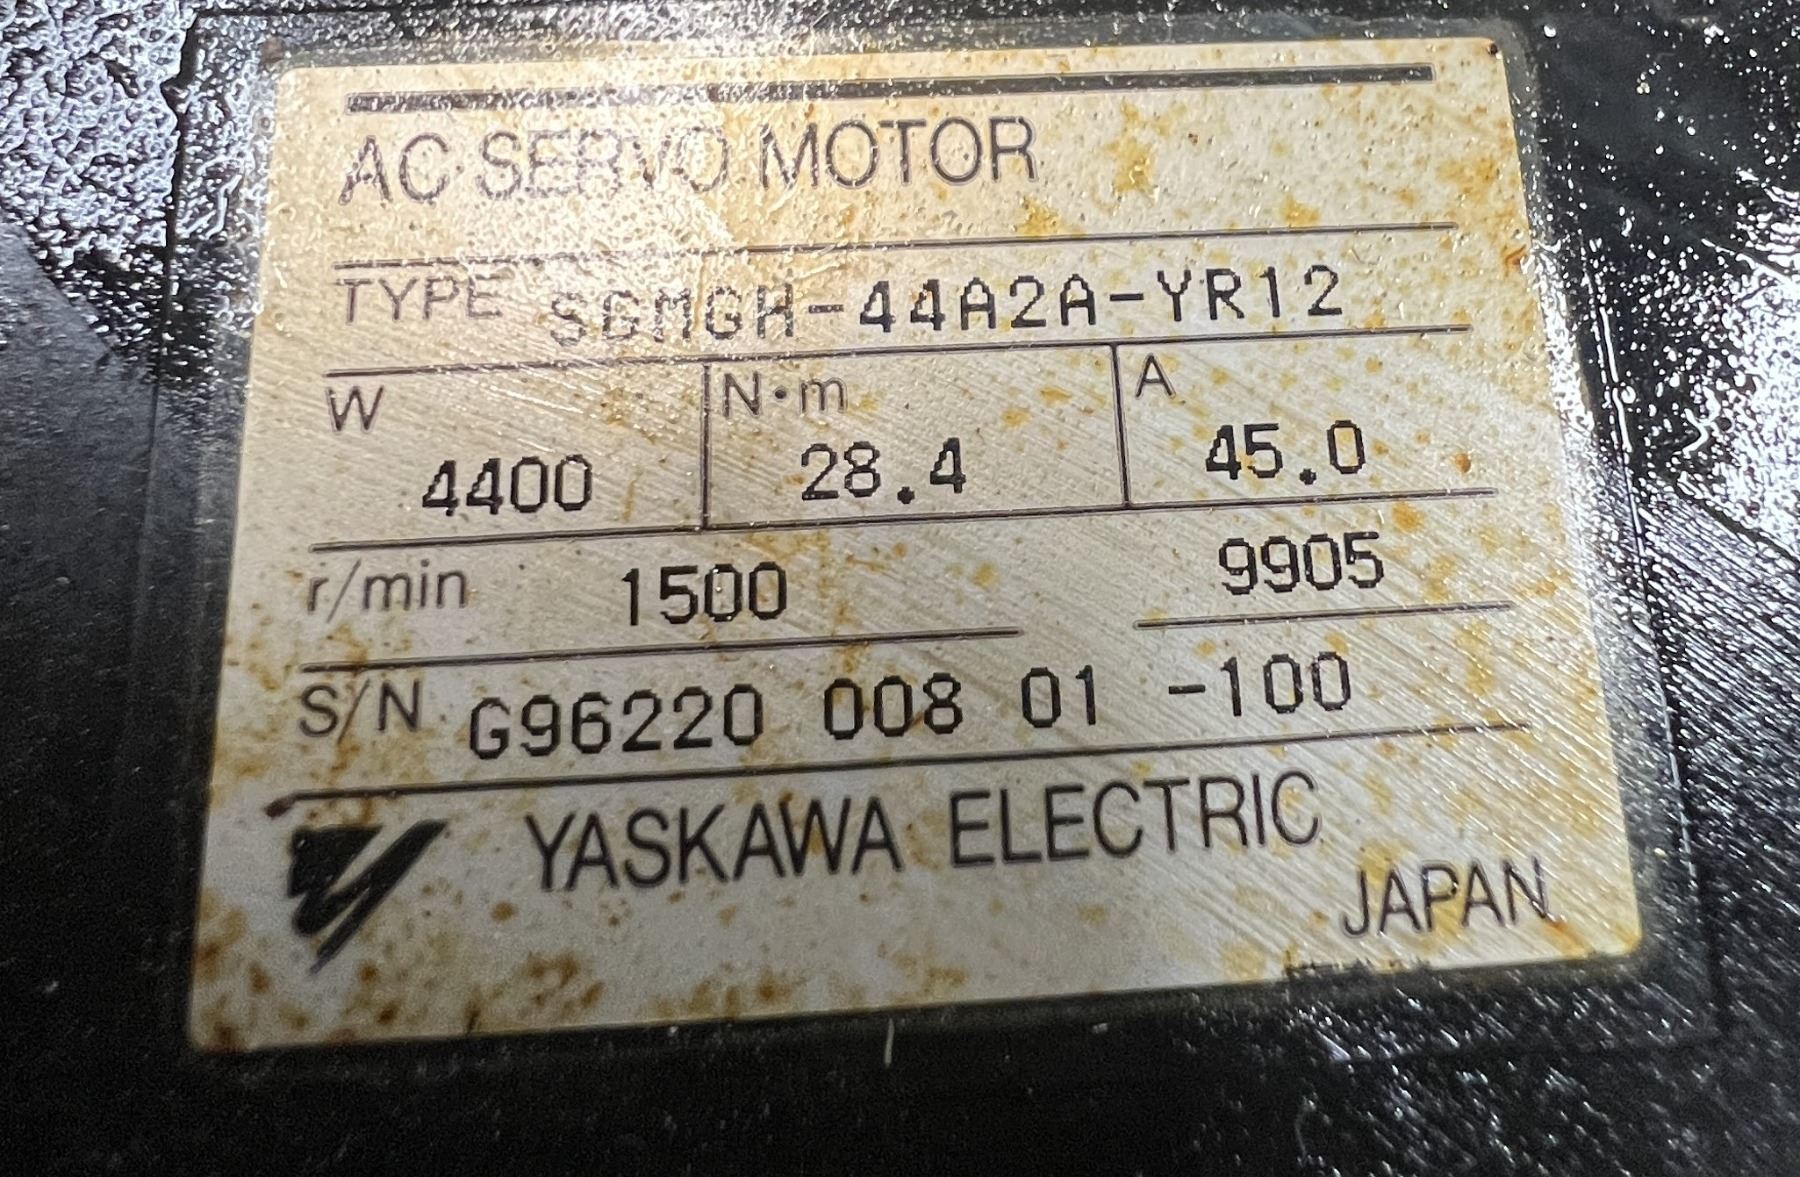 AC SERVO MOTOR
TYPE SGMGH-44A2A-YR12
W N·m A
4400 28.4 45.0
r/min 1500 9905
S/N G96220 008 01 -100
YASKAWA ELECTRIC
JAPAN